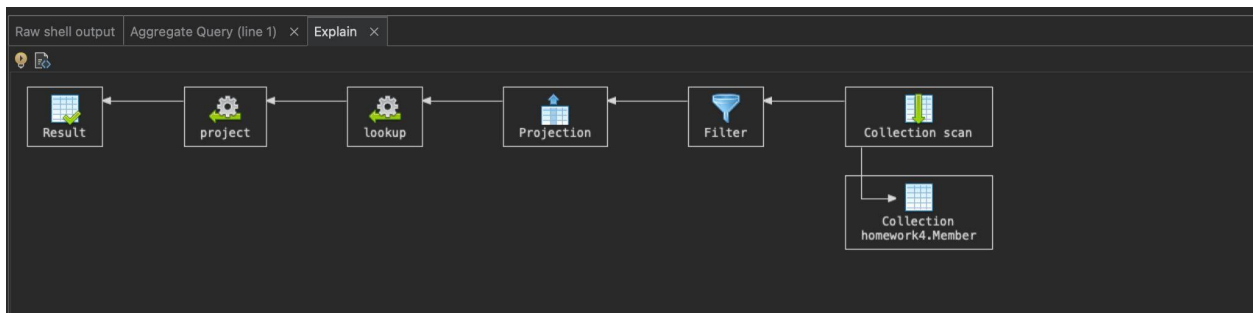 Raw shell output
Aggregate Query (line 1)
Explain
Result
project
lookup
Projection
Filter
Collection scan
Collection
homework4.Member